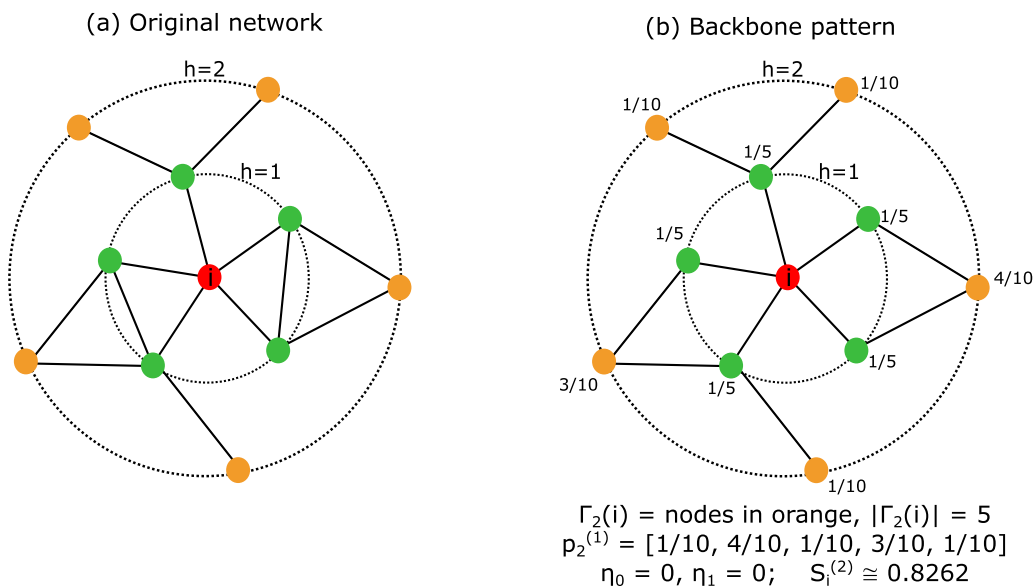 (a) Original network
h=2
h=1
i
(b) Backbone pattern
h=2
1/10
1/10
1/5
h=1
1/5
1/5
i
4/10
1/5
3/10
1/5
1/10
Γ₂(i) = nodes in orange, |Γ₂(i)| = 5
p₂⁽¹⁾ = [1/10, 4/10, 1/10, 3/10, 1/10]
η₀ = 0, η₁ = 0; Sᵢ⁽²⁾ ≅ 0.8262